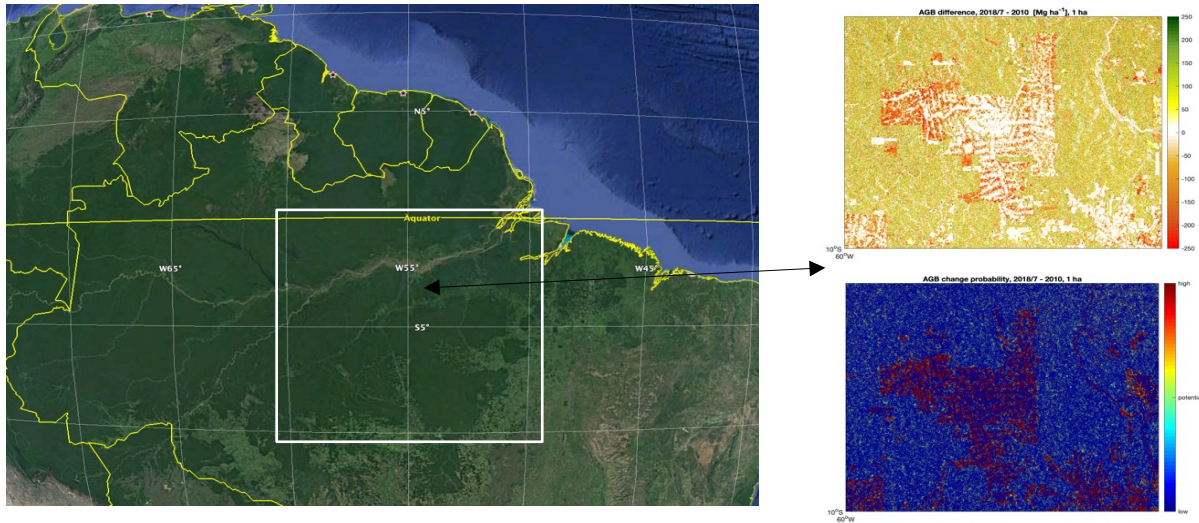 N5°
Äquator
W65°
W55°
W45°
S5°
AGB difference, 2018/7 - 2010 [Mg ha⁻¹], 1 ha
250
200
150
100
50
0
-50
-100
-150
-200
-250
10°S
60°W
AGB change probability, 2018/7 - 2010, 1 ha
high
potential
low
10°S
60°W